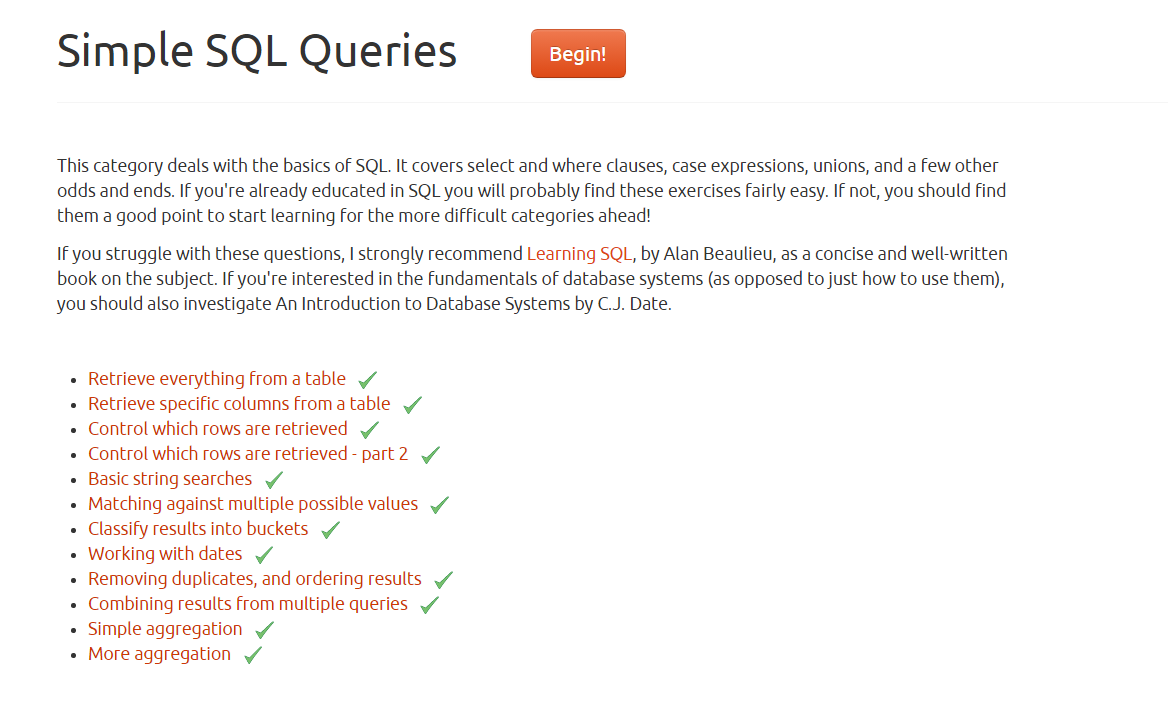 Simple SQL Queries
Begin!
This category deals with the basics of SQL. It covers select and where clauses, case expressions, unions, and a few other
odds and ends. If you're already educated in SQL you will probably find these exercises fairly easy. If not, you should find
them a good point to start learning for the more difficult categories ahead!
If you struggle with these questions, I strongly recommend Learning SQL, by Alan Beaulieu, as a concise and well-written
book on the subject. If you're interested in the fundamentals of database systems (as opposed to just how to use them),
you should also investigate An Introduction to Database Systems by C.J. Date.
Retrieve everything from a table
Retrieve specific columns from a table
Control which rows are retrieved
Control which rows are retrieved - part 2
Basic string searches
Matching against multiple possible values
Classify results into buckets
Working with dates
Removing duplicates, and ordering results
Combining results from multiple queries
Simple aggregation
More aggregation